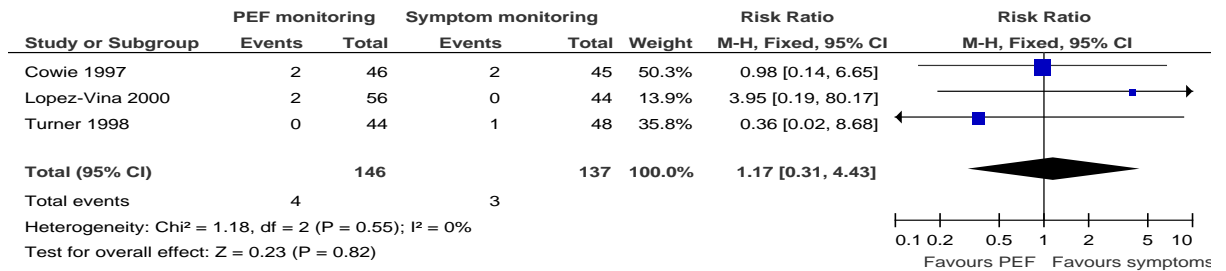 PEF monitoring Symptom monitoring Risk Ratio Risk Ratio
Study or Subgroup Events Total Events Total Weight M-H, Fixed, 95% CI M-H, Fixed, 95% CI
Cowie 1997 2 46 2 45 50.3% 0.98 [0.14, 6.65]
Lopez-Vina 2000 2 56 0 44 13.9% 3.95 [0.19, 80.17]
Turner 1998 0 44 1 48 35.8% 0.36 [0.02, 8.68]
Total (95% CI) 146 137 100.0% 1.17 [0.31, 4.43]
Total events 4 3
Heterogeneity: Chi² = 1.18, df = 2 (P = 0.55); I² = 0%
Test for overall effect: Z = 0.23 (P = 0.82)
0.1 0.2 0.5 1 2 5 10
Favours PEF Favours symptoms